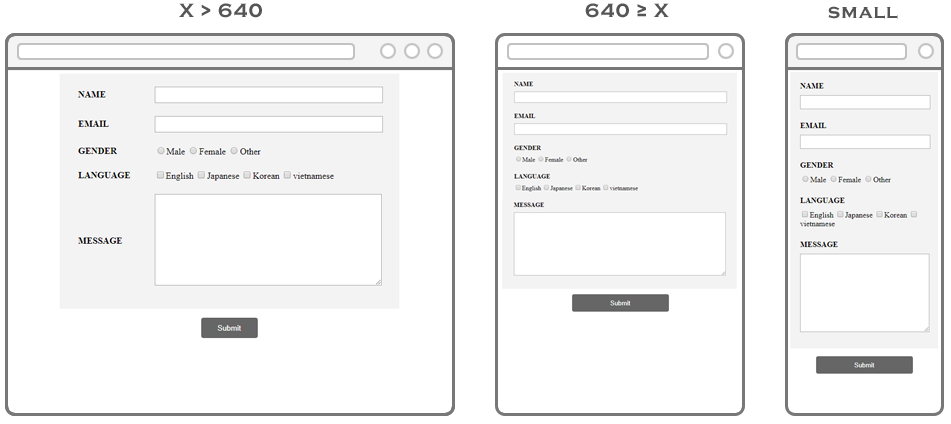 X > 640
NAME
EMAIL
GENDER
Male Female Other
LANGUAGE
English Japanese Korean vietnamese
MESSAGE
Submit
640 ≥ X
NAME
EMAIL
GENDER
Male Female Other
LANGUAGE
English Japanese Korean vietnamese
MESSAGE
Submit
SMALL
NAME
EMAIL
GENDER
Male Female Other
LANGUAGE
English Japanese Korean
vietnamese
MESSAGE
Submit